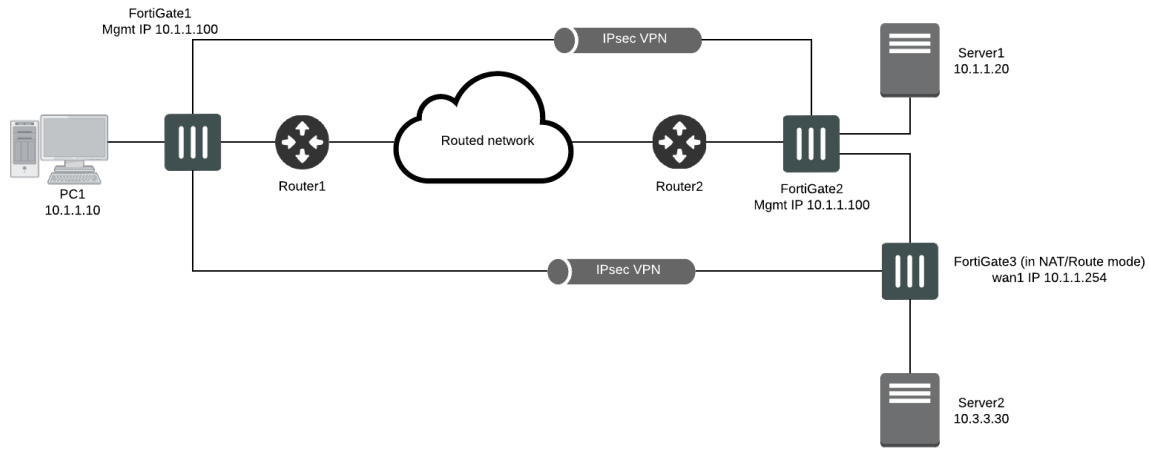 FortiGate1
Mgmt IP 10.1.1.100
IPsec VPN
Server1
10.1.1.20
Routed network
PC1
10.1.1.10
Router1
Router2
FortiGate2
Mgmt IP 10.1.1.100
IPsec VPN
FortiGate3 (in NAT/Route mode)
wan1 IP 10.1.1.254
Server2
10.3.3.30